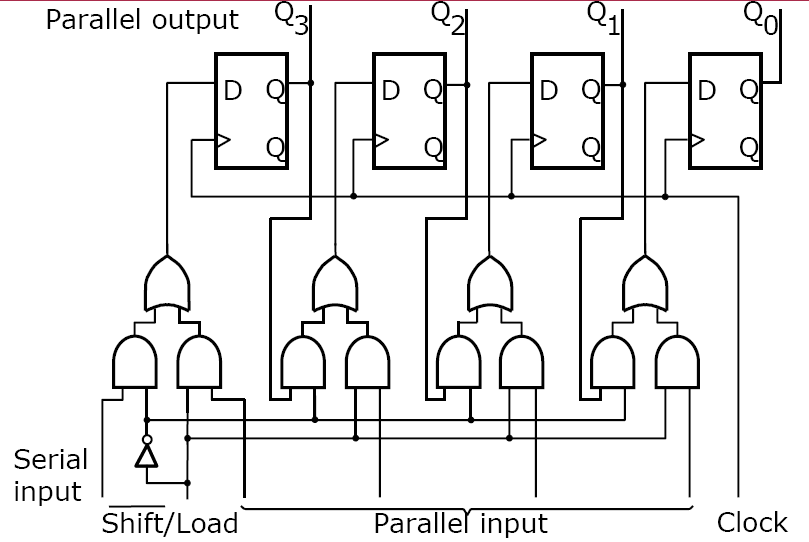 Parallel output
Q3
Q2
Q1
Q0
D Q
Q
D Q
Q
D Q
Q
D Q
Q
Serial
input
Shift/Load
Parallel input
Clock